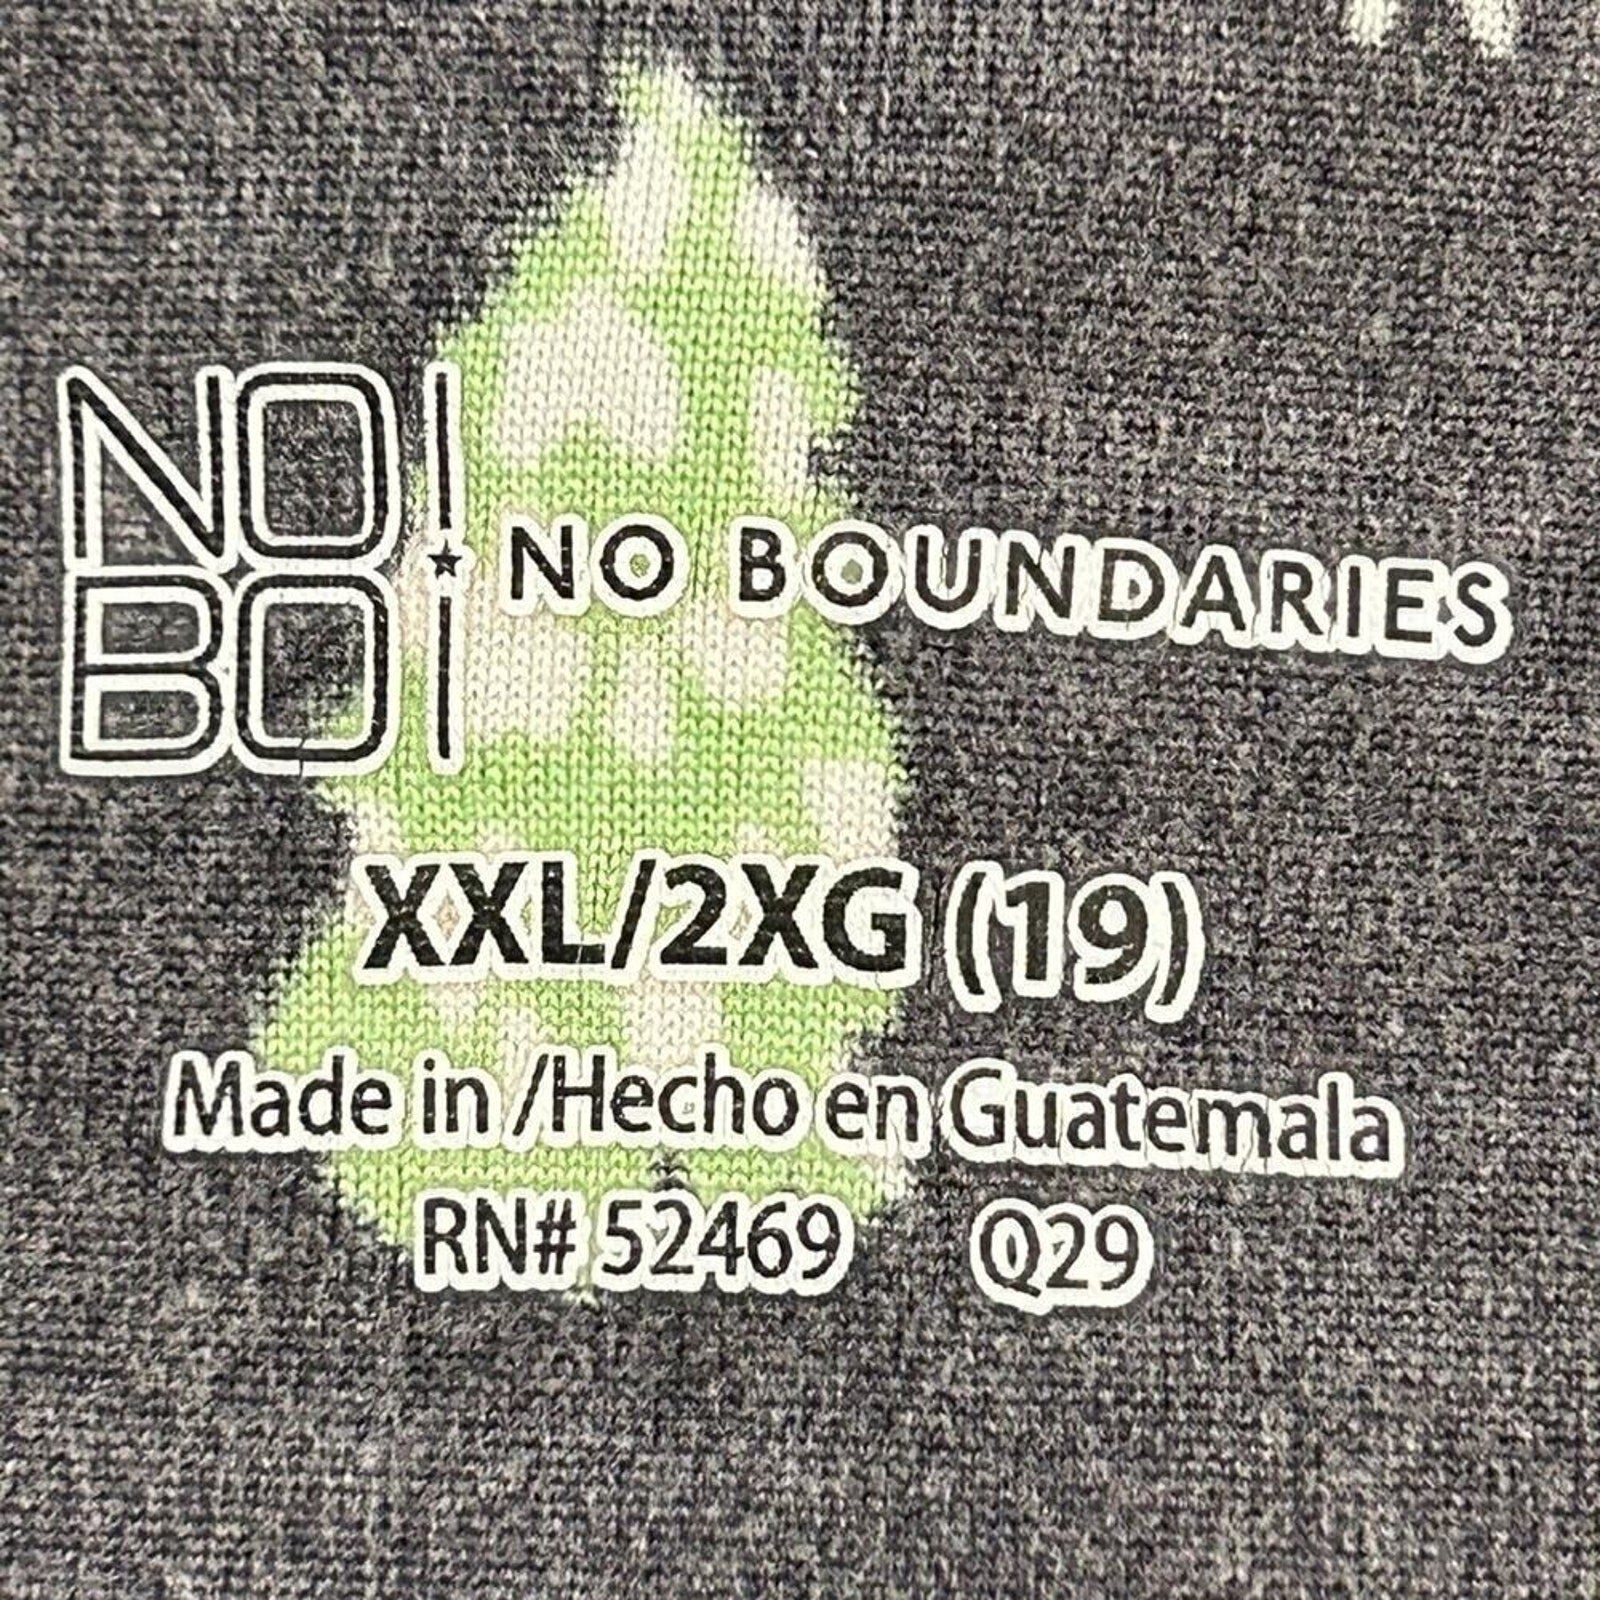 NO
BO
NO BOUNDARIES
XXL/2XG (19)
Made in /Hecho en Guatemala
RN# 52469 Q29